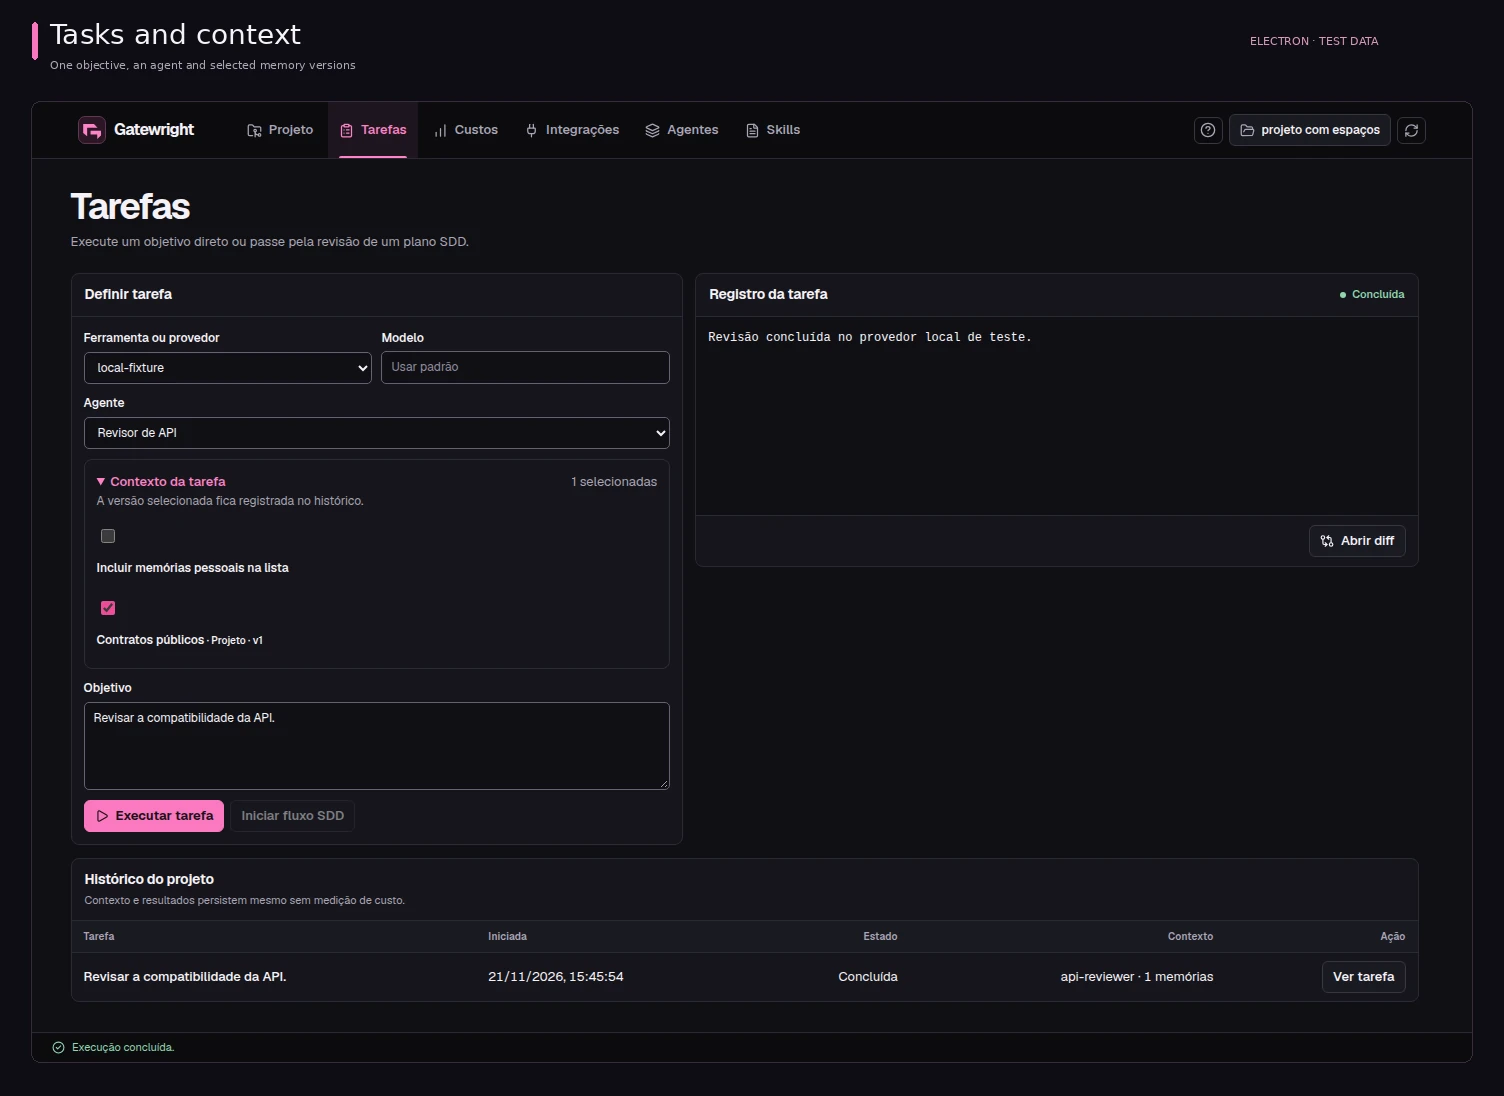 Tasks and context
One objective, an agent and selected memory versions
ELECTRON · TEST DATA
Gatewright
Projeto
Tarefas
Custos
Integrações
Agentes
Skills
projeto com espaços
Tarefas
Execute um objetivo direto ou passe pela revisão de um plano SDD.
Definir tarefa
Ferramenta ou provedor
Modelo
local-fixture
Usar padrão
Agente
Revisor de API
Contexto da tarefa
1 selecionadas
A versão selecionada fica registrada no histórico.
Incluir memórias pessoais na lista
Contratos públicos · Projeto · v1
Objetivo
Revisar a compatibilidade da API.
Executar tarefa
Iniciar fluxo SDD
Registro da tarefa
Concluída
Revisão concluída no provedor local de teste.
Abrir diff
Histórico do projeto
Contexto e resultados persistem mesmo sem medição de custo.
Tarefa Iniciada Estado Contexto Ação
Revisar a compatibilidade da API. 21/11/2026, 15:45:54 Concluída api-reviewer · 1 memórias Ver tarefa
Execução concluída.